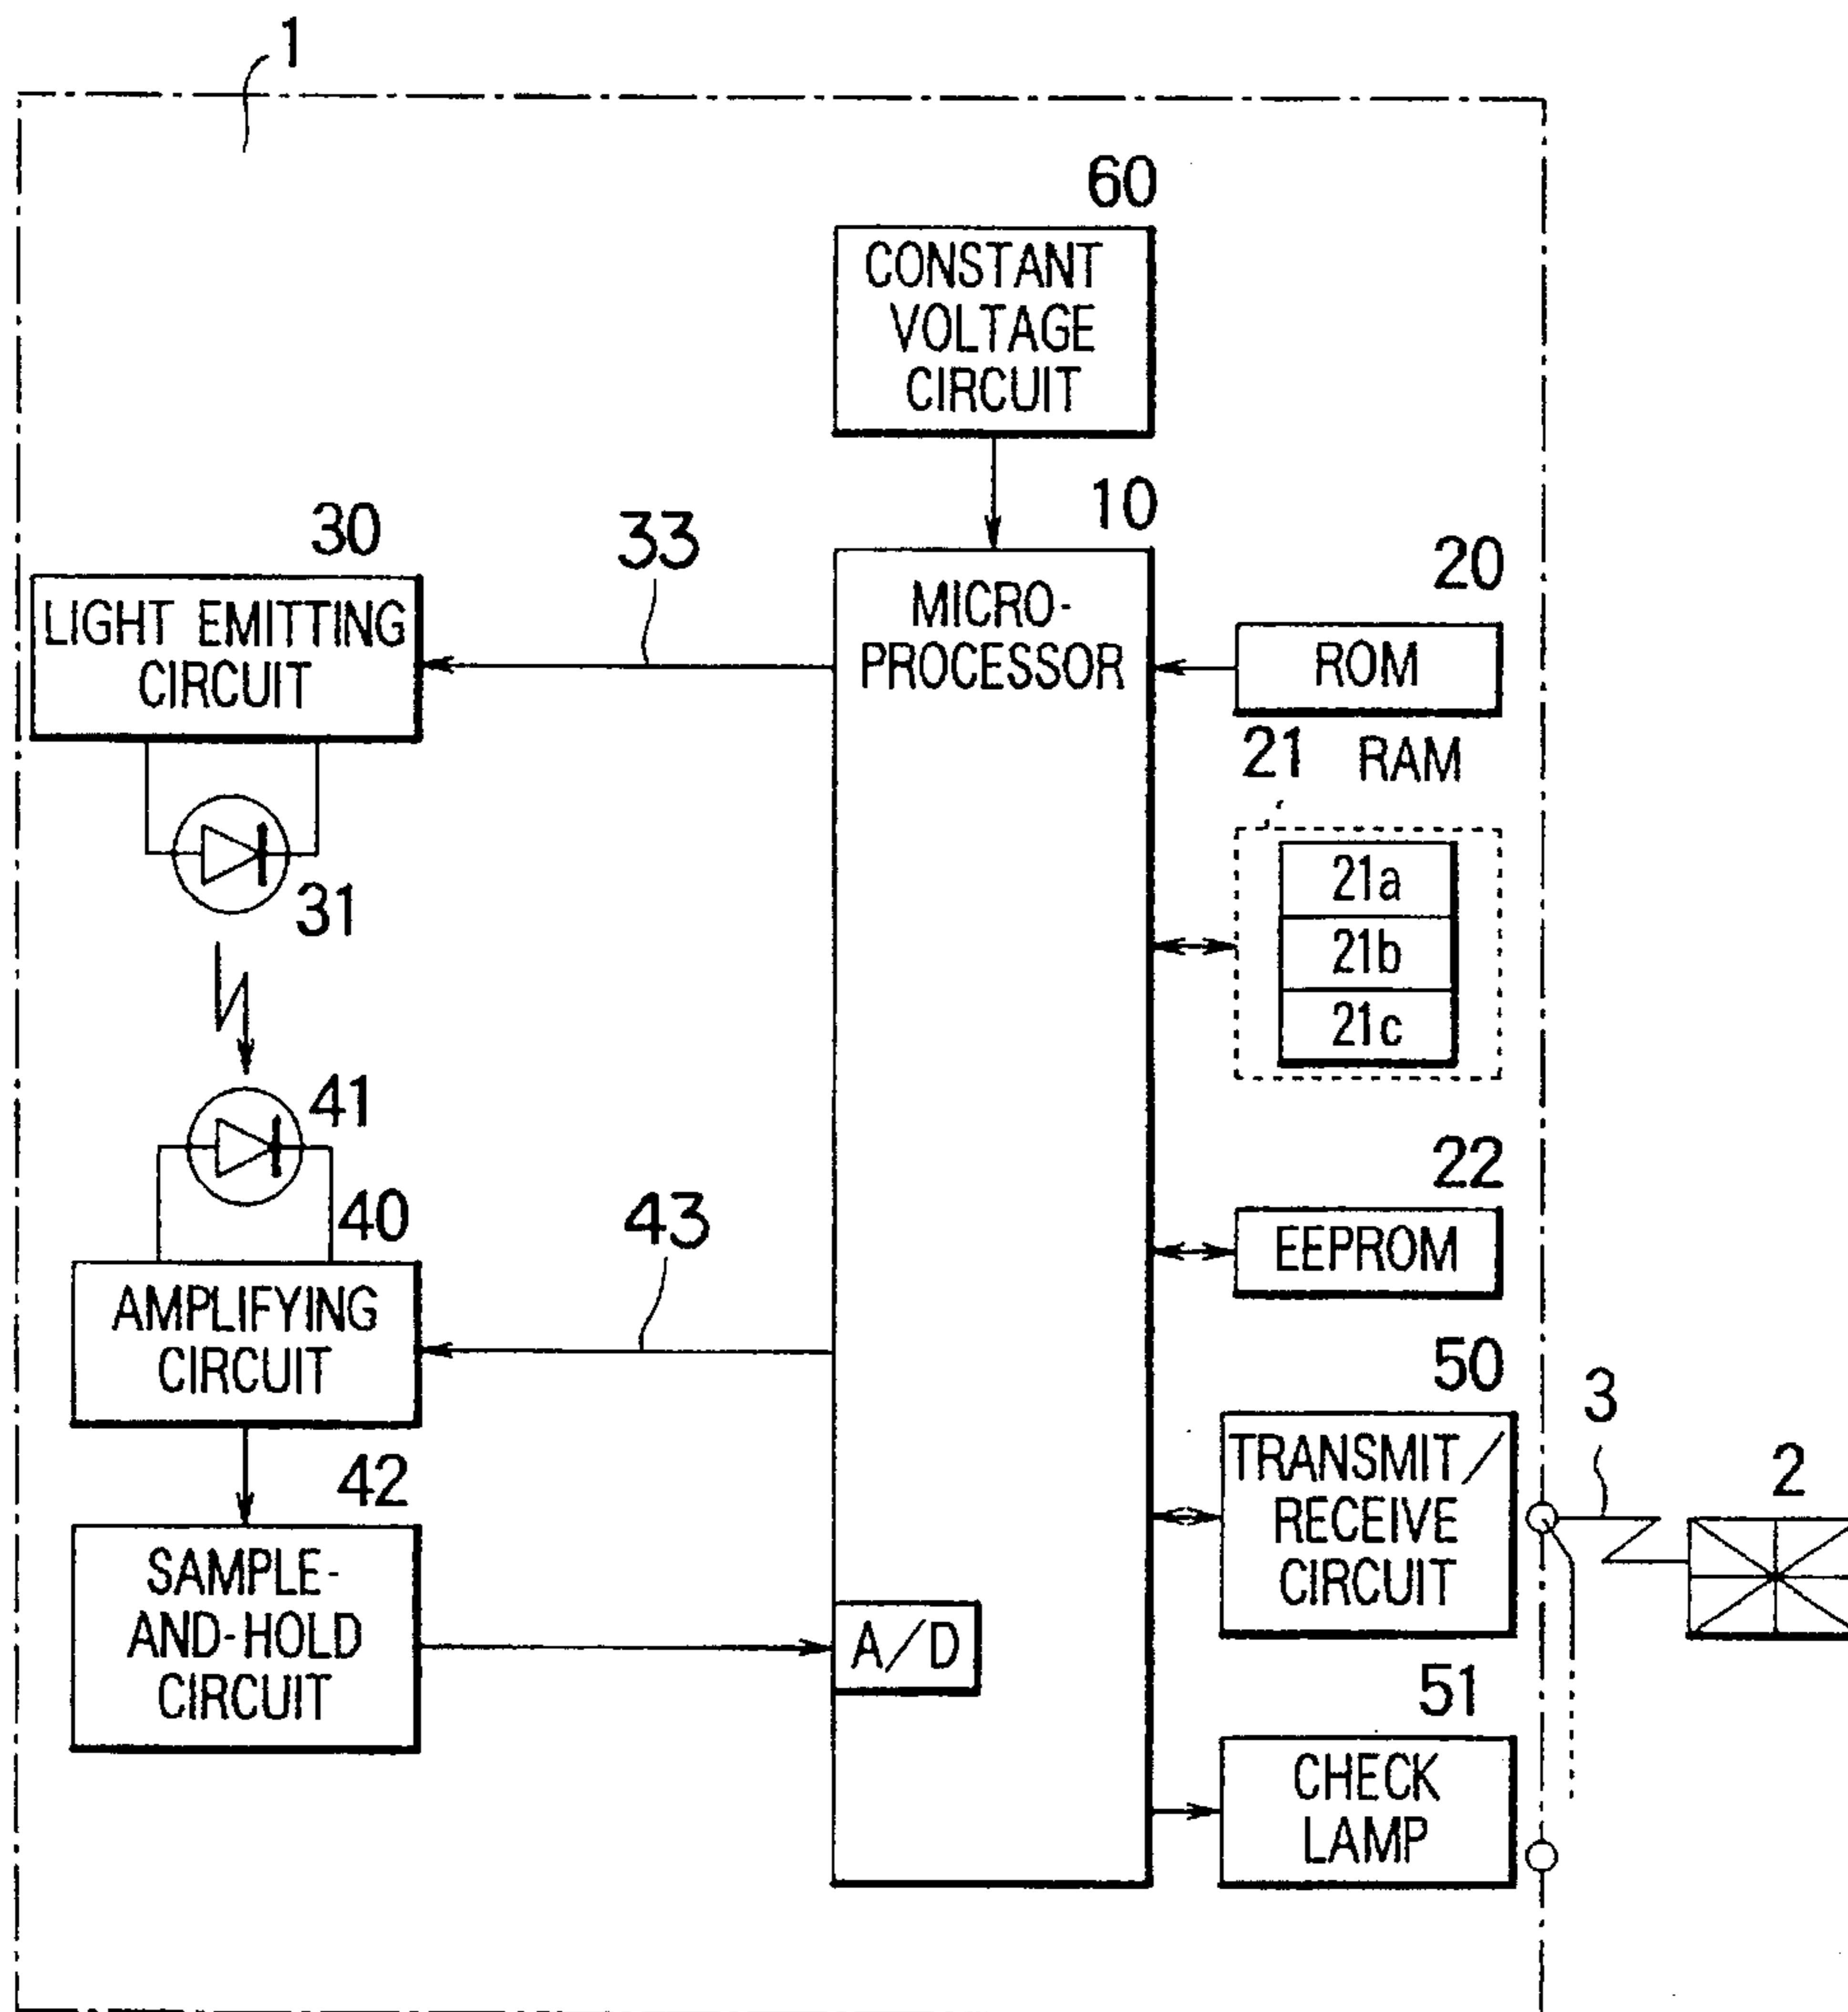 1
60
CONSTANT
VOLTAGE
CIRCUIT
10
MICRO-
PROCESSOR
30
LIGHT EMITTING
CIRCUIT
33
20
ROM
21 RAM
21a
21b
21c
31
41
40
AMPLIFYING
CIRCUIT
43
22
EEPROM
50
TRANSMIT/
RECEIVE
CIRCUIT
3
2
42
SAMPLE-
AND-HOLD
CIRCUIT
A/D
51
CHECK
LAMP